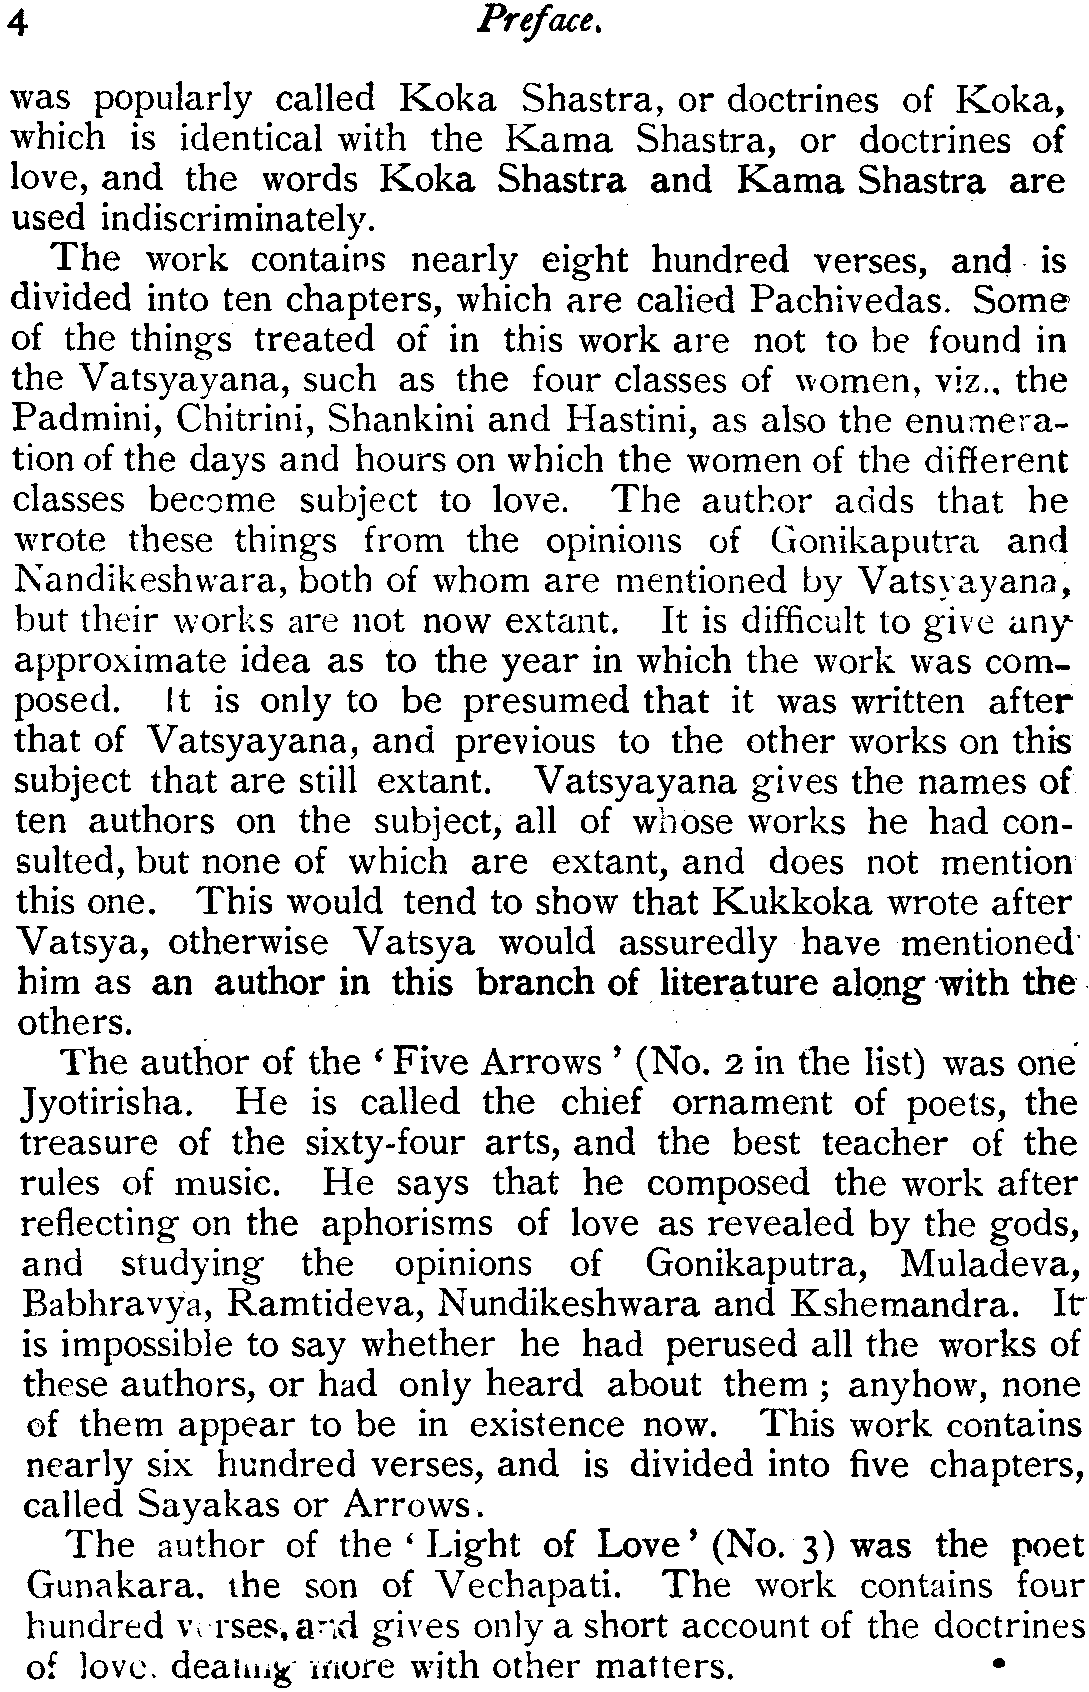 4 Preface.
was popularly called Koka Shastra, or doctrines of Koka,
which is identical with the Kama Shastra, or doctrines of
love, and the words Koka Shastra and Kama Shastra are
used indiscriminately.
The work contains nearly eight hundred verses, and is
divided into ten chapters, which are called Pachivedas. Some
of the things treated of in this work are not to be found in
the Vatsyayana, such as the four classes of women, viz., the
Padmini, Chitrini, Shankini and Hastini, as also the enumera-
tion of the days and hours on which the women of the different
classes become subject to love. The author adds that he
wrote these things from the opinions of Gonikaputra and
Nandikeshwara, both of whom are mentioned by Vatsyayana,
but their works are not now extant. It is difficult to give any
approximate idea as to the year in which the work was com-
posed. It is only to be presumed that it was written after
that of Vatsyayana, and previous to the other works on this
subject that are still extant. Vatsyayana gives the names of
ten authors on the subject, all of whose works he had con-
sulted, but none of which are extant, and does not mention
this one. This would tend to show that Kukkoka wrote after
Vatsya, otherwise Vatsya would assuredly have mentioned
him as an author in this branch of literature along with the
others.
The author of the ‘Five Arrows’ (No. 2 in the list) was one
Jyotirisha. He is called the chief ornament of poets, the
treasure of the sixty-four arts, and the best teacher of the
rules of music. He says that he composed the work after
reflecting on the aphorisms of love as revealed by the gods,
and studying the opinions of Gonikaputra, Muladeva,
Babhravya, Ramtideva, Nundikeshwara and Kshemandra. It
is impossible to say whether he had perused all the works of
these authors, or had only heard about them ; anyhow, none
of them appear to be in existence now. This work contains
nearly six hundred verses, and is divided into five chapters,
called Sayakas or Arrows.
The author of the ‘Light of Love’ (No. 3) was the poet
Gunakara, the son of Vechapati. The work contains four
hundred verses, and gives only a short account of the doctrines
of love, dealing more with other matters.